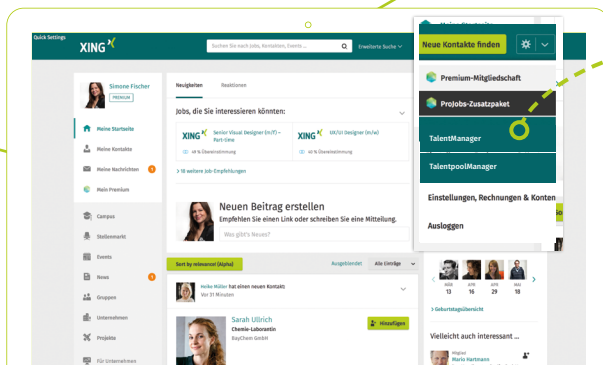 Quick Settings
XING
Suchen Sie nach Jobs, Kontakten, Events ...
Erweiterte Suche
Neue Kontakte finden
Premium-Mitgliedschaft
ProJobs-Zusatzpaket
TalentManager
TalentpoolManager
Einstellungen, Rechnungen & Konten
Ausloggen
Simone Fischer
PREMIUM
Meine Startseite
Meine Kontakte
Meine Nachrichten
Mein Premium
Campus
Stellenmarkt
Events
News
Gruppen
Unternehmen
Projekte
Für Unternehmen
Neuigkeiten Reaktionen
Jobs, die Sie interessieren könnten:
XING Senior Visual Designer (m/f) –
Part-time
49 % Übereinstimmung
XING UX/UI Designer (m/w)
49 % Übereinstimmung
> 18 weitere Job-Empfehlungen
Neuen Beitrag erstellen
Empfehlen Sie einen Link oder schreiben Sie eine Mitteilung.
Was gibt's Neues?
Sort by relevance! (Alpha)
Ausgeblendet Alle Einträge
Heiko Müller hat einen neuen Kontakt:
Vor 31 Minuten
Sarah Ullrich
Chemie-Laborantin
BayChem GmbH
Hinzufügen
MÄR APR APR MAI
13 16 29 18
> Geburtstagsübersicht
Vielleicht auch interessant ...
Mitglied
Mario Hartmann